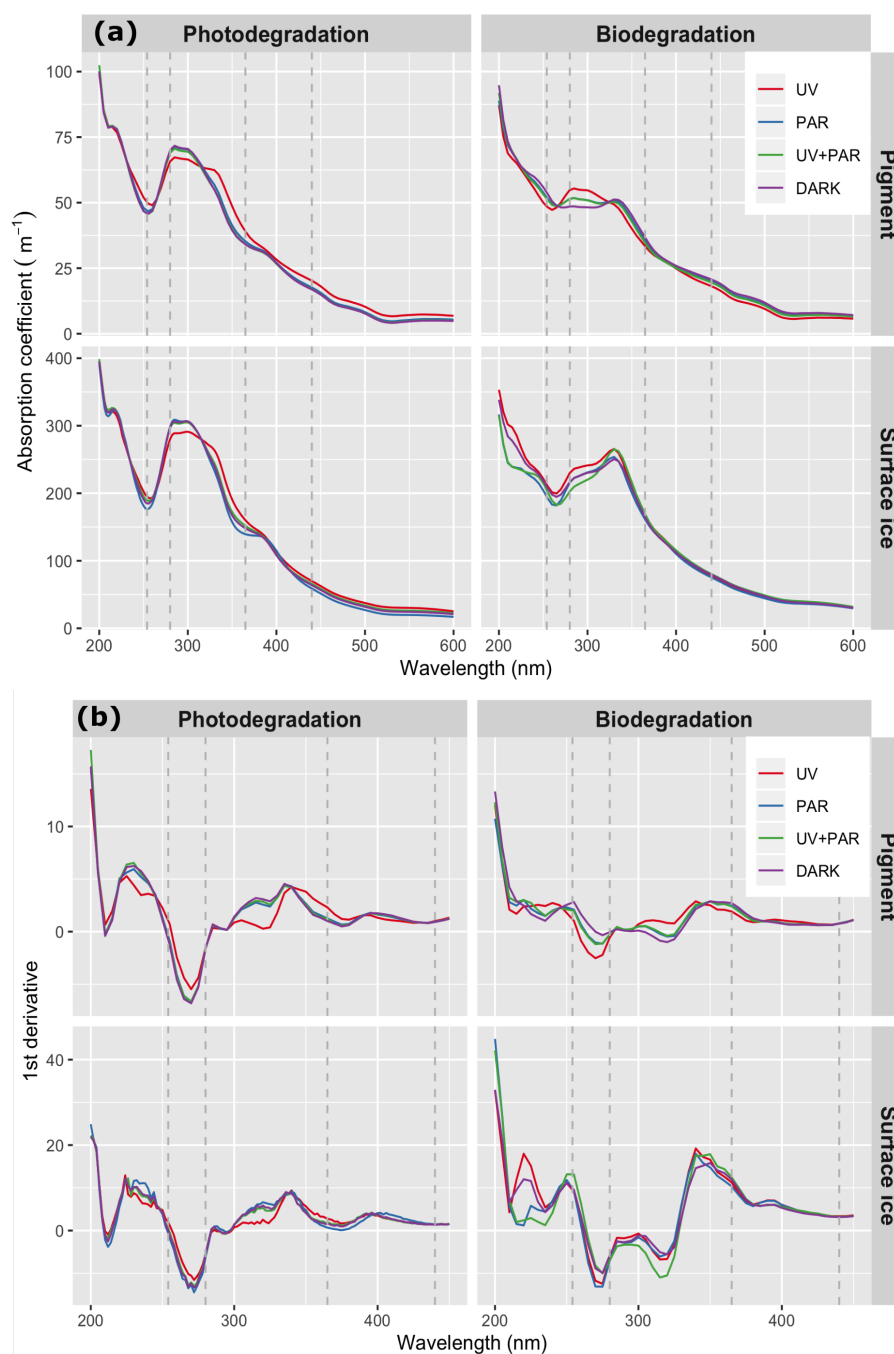 (a)
Photodegradation
Biodegradation
100
75
50
25
0
Absorption coefficient ( m⁻¹)
UV
PAR
UV+PAR
DARK
Pigment
400
300
200
100
0
Surface ice
200
300
400
500
600
200
300
400
500
600
Wavelength (nm)
(b)
Photodegradation
Biodegradation
10
0
1st derivative
UV
PAR
UV+PAR
DARK
Pigment
40
20
0
Surface ice
200
300
400
200
300
400
Wavelength (nm)